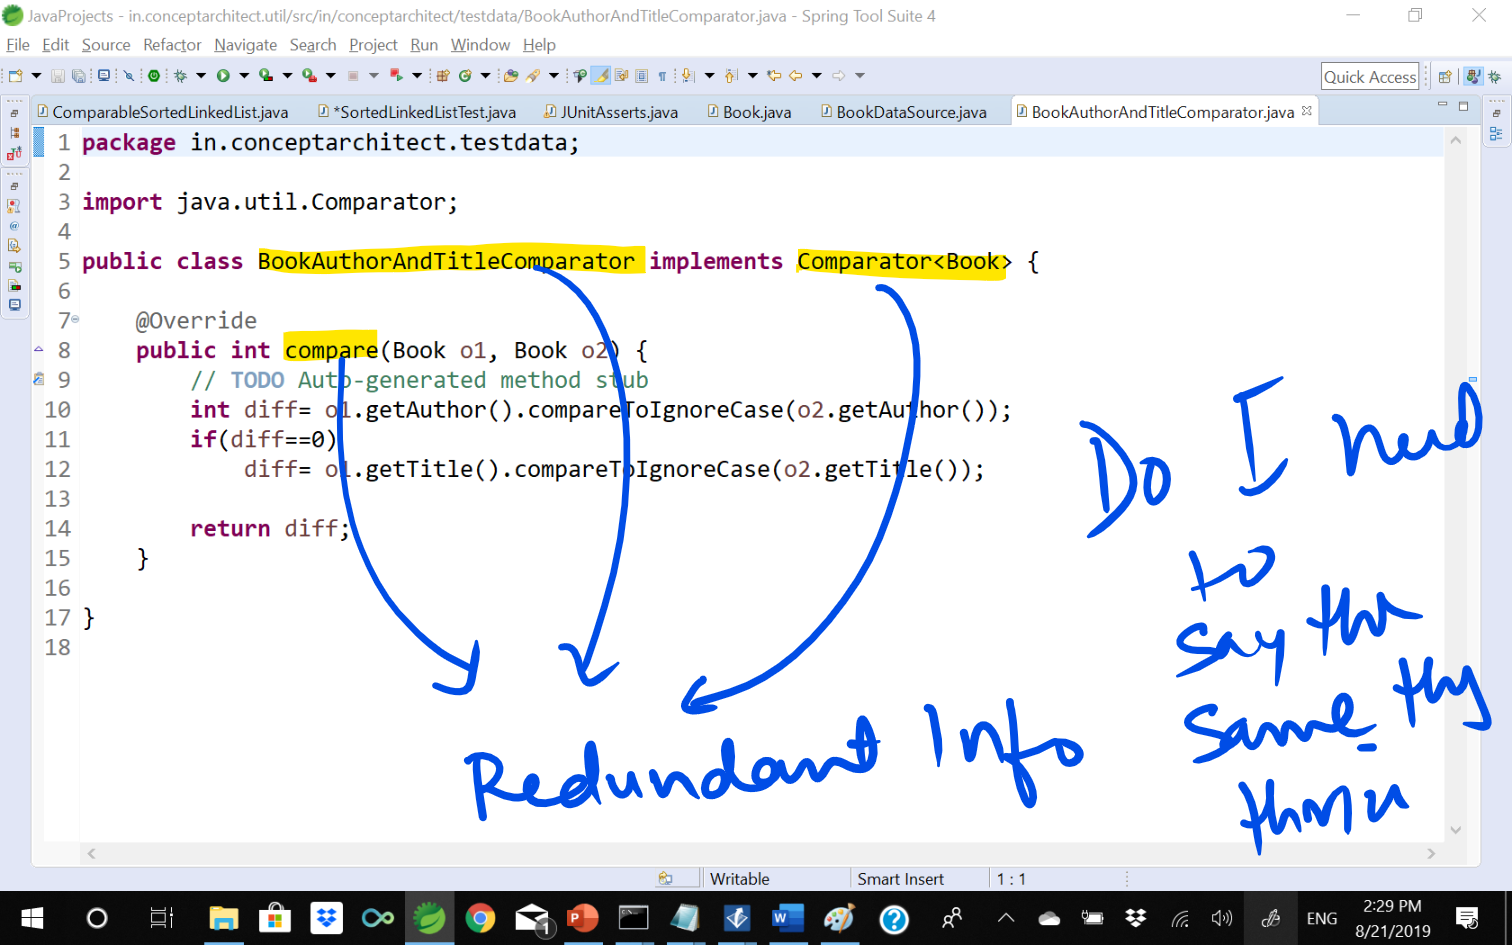 JavaProjects - in.conceptarchitect.util/src/in/conceptarchitect/testdata/BookAuthorAndTitleComparator.java - Spring Tool Suite 4
File Edit Source Refactor Navigate Search Project Run Window Help
Quick Access
ComparableSortedLinkedList.java *SortedLinkedListTest.java JUnitAsserts.java Book.java BookDataSource.java BookAuthorAndTitleComparator.java
1 package in.conceptarchitect.testdata;
2
3 import java.util.Comparator;
4
5 public class BookAuthorAndTitleComparator implements Comparator<Book> {
6
7 @Override
8 public int compare(Book o1, Book o2) {
9 // TODO Auto-generated method stub
10 int diff= o1.getAuthor().compareToIgnoreCase(o2.getAuthor());
11 if(diff==0)
12 diff= o1.getTitle().compareToIgnoreCase(o2.getTitle());
13
14 return diff;
15 }
16
17 }
18
Do I need
to
say the
same
Redundant Info
Writable Smart Insert 1 : 1
ENG
2:29 PM
8/21/2019